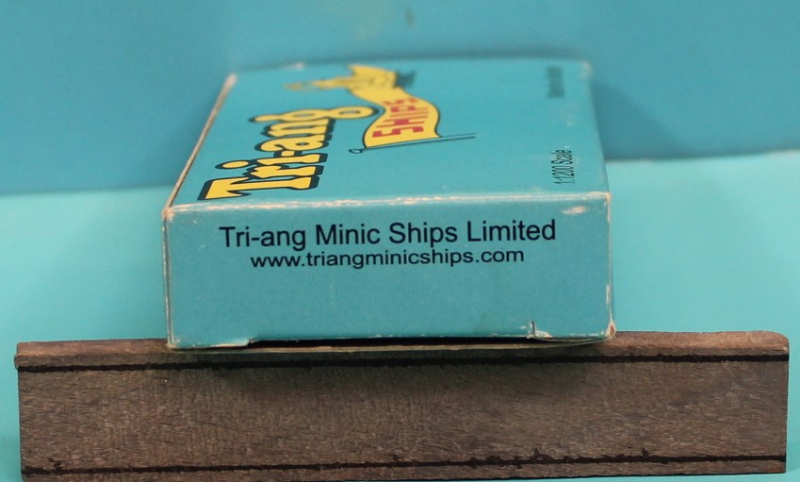 Tri-ang
SHIPS
1:1200 Scale
Tri-ang Minic Ships Limited
www.triangminicships.com